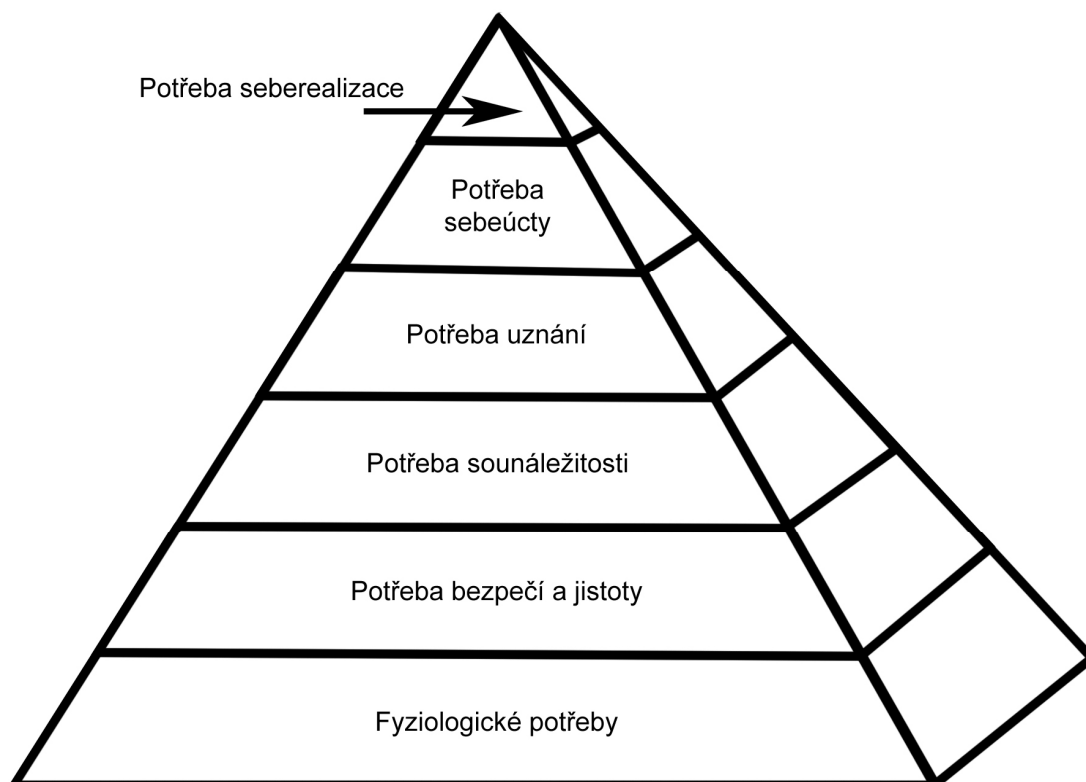 Potřeba seberealizace
Potřeba
sebeúcty
Potřeba uznání
Potřeba sounáležitosti
Potřeba bezpečí a jistoty
Fyziologické potřeby